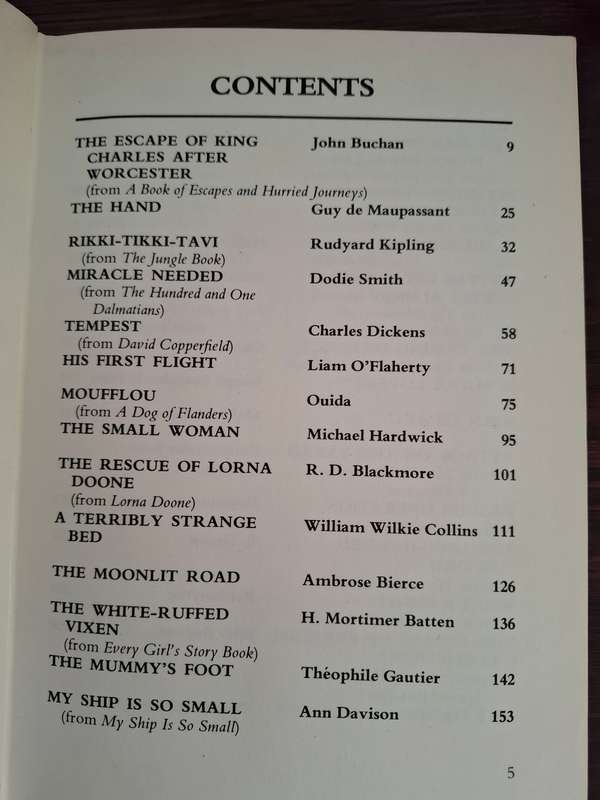 CONTENTS
THE ESCAPE OF KING John Buchan 9
CHARLES AFTER
WORCESTER
(from A Book of Escapes and Hurried Journeys)
THE HAND Guy de Maupassant 25
RIKKI-TIKKI-TAVI Rudyard Kipling 32
(from The Jungle Book)
MIRACLE NEEDED Dodie Smith 47
(from The Hundred and One
Dalmatians)
TEMPEST Charles Dickens 58
(from David Copperfield)
HIS FIRST FLIGHT Liam O'Flaherty 71
MOUFFLOU Ouida 75
(from A Dog of Flanders)
THE SMALL WOMAN Michael Hardwick 95
THE RESCUE OF LORNA R. D. Blackmore 101
DOONE
(from Lorna Doone)
A TERRIBLY STRANGE William Wilkie Collins 111
BED
THE MOONLIT ROAD Ambrose Bierce 126
THE WHITE-RUFFED H. Mortimer Batten 136
VIXEN
(from Every Girl's Story Book)
THE MUMMY'S FOOT Théophile Gautier 142
MY SHIP IS SO SMALL Ann Davison 153
(from My Ship Is So Small)
5